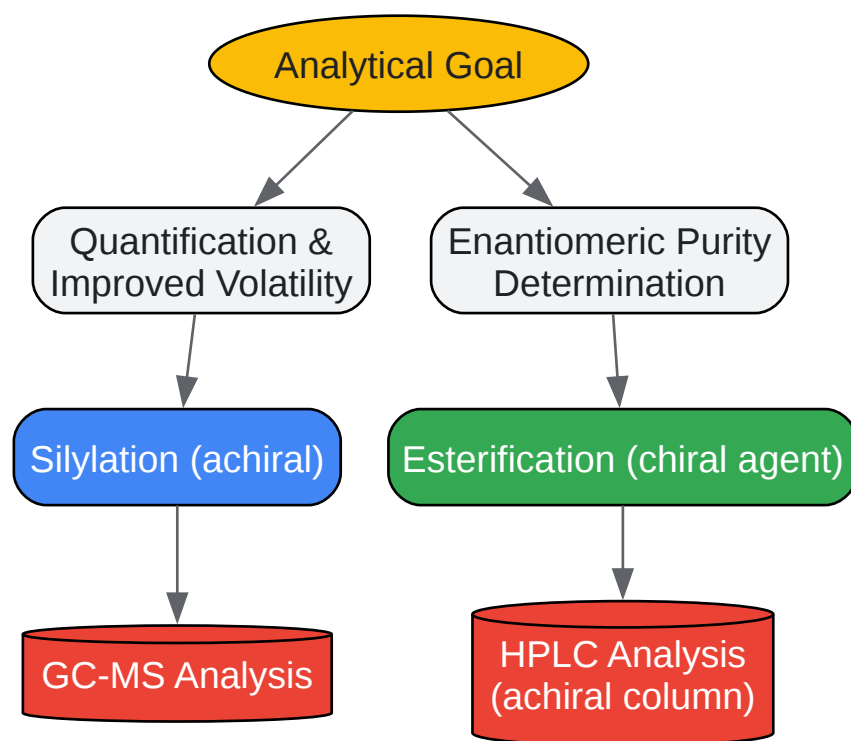 Analytical Goal
Quantification &
Improved Volatility
Enantiomeric Purity
Determination
Silylation (achiral)
Esterification (chiral agent)
GC-MS Analysis
HPLC Analysis
(achiral column)